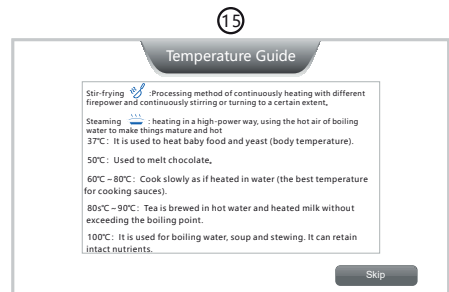 15
Temperature Guide
Stir-frying :Processing method of continuously heating with different
firepower and continuously stirring or turning to a certain extent。
Steaming : heating in a high-power way, using the hot air of boiling
water to make things mature and hot
37℃: It is used to heat baby food and yeast (body temperature).
50℃: Used to melt chocolate。
60℃ – 80℃: Cook slowly as if heated in water (the best temperature
for cooking sauces).
80s℃ – 90℃: Tea is brewed in hot water and heated milk without
exceeding the boiling point.
100℃: It is used for boiling water, soup and stewing. It can retain
intact nutrients.
Skip